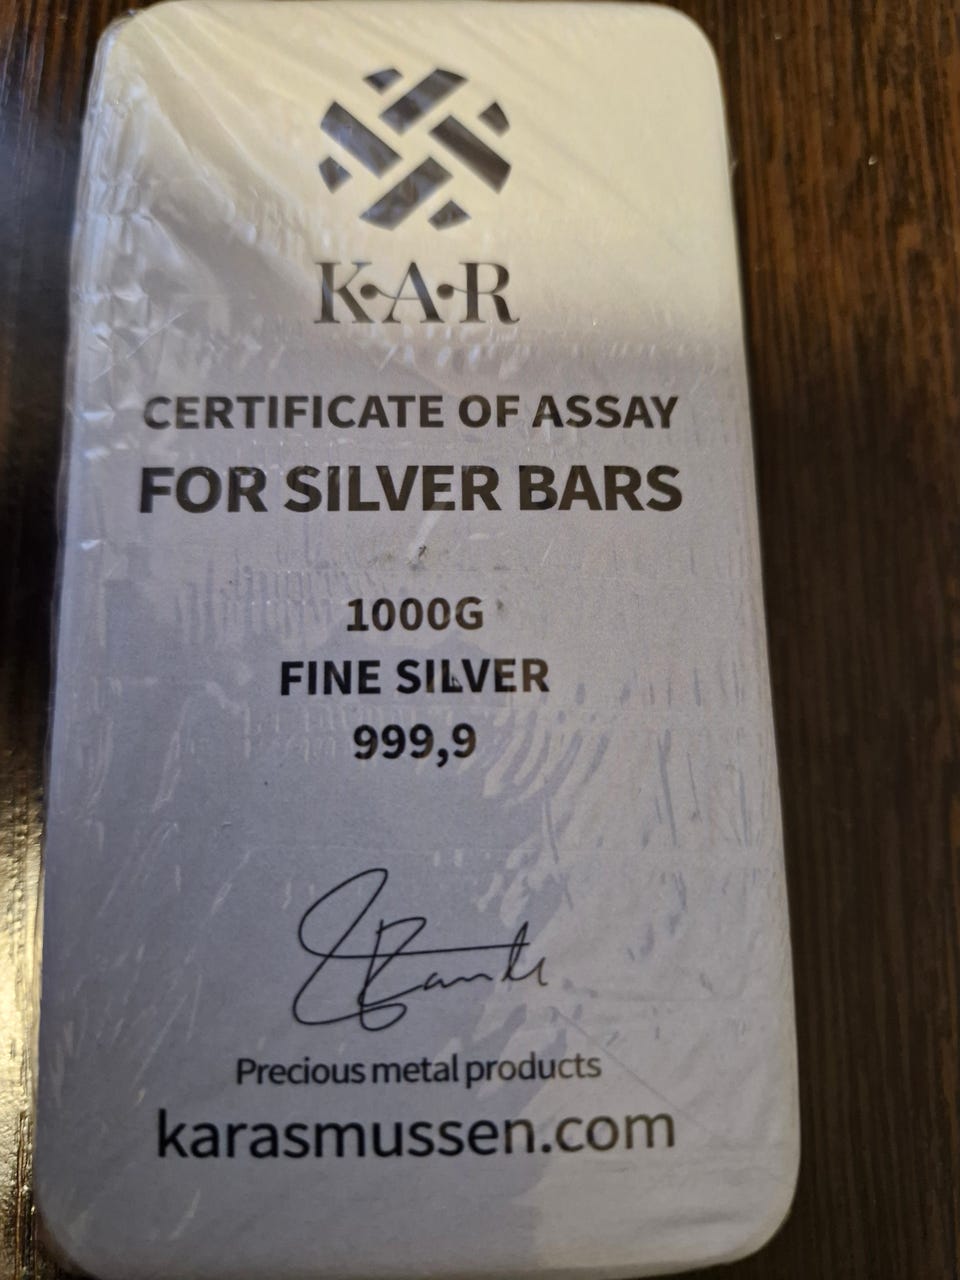 K·A·R
CERTIFICATE OF ASSAY
FOR SILVER BARS
1000G
FINE SILVER
999,9
Precious metal products
karasmussen.com